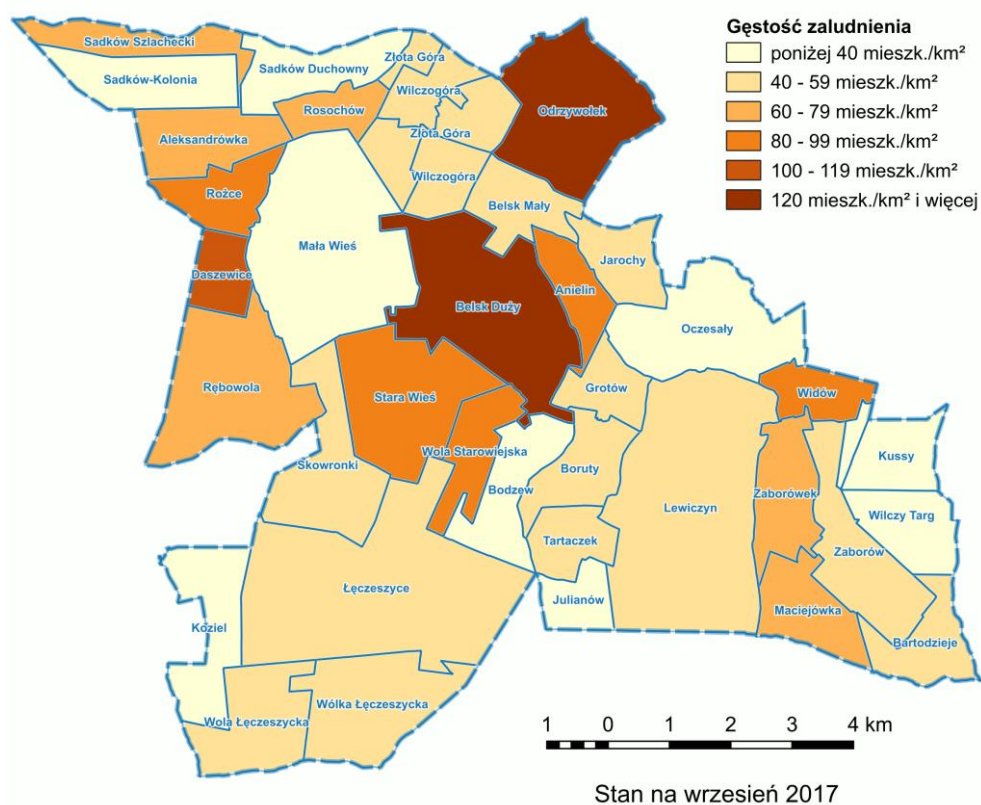 Gęstość zaludnienia
poniżej 40 mieszk./km²
40 - 59 mieszk./km²
60 - 79 mieszk./km²
80 - 99 mieszk./km²
100 - 119 mieszk./km²
120 mieszk./km² i więcej
Sadków Szlachecki
Sadków-Kolonia
Sadków Duchowny
Złota Góra
Wilczogóra
Rosochów
Odrzywołek
Złota Góra
Aleksandrówka
Wilczogóra
Rożce
Belsk Mały
Mała Wieś
Jarochy
Daszewice
Anielin
Belsk Duży
Oczesały
Rębowola
Grotów
Widów
Stara Wieś
Wola Starowiejska
Kussy
Skowronki
Boruty
Bodzew
Zaborówek
Lewiczyn
Wilczy Targ
Tartaczek
Zaborów
Łęczeszyce
Julianów
Maciejówka
Koziel
Bartodzieje
Wólka Łęczeszycka
Wola Łęczeszycka
1 0 1 2 3 4 km
Stan na wrzesień 2017